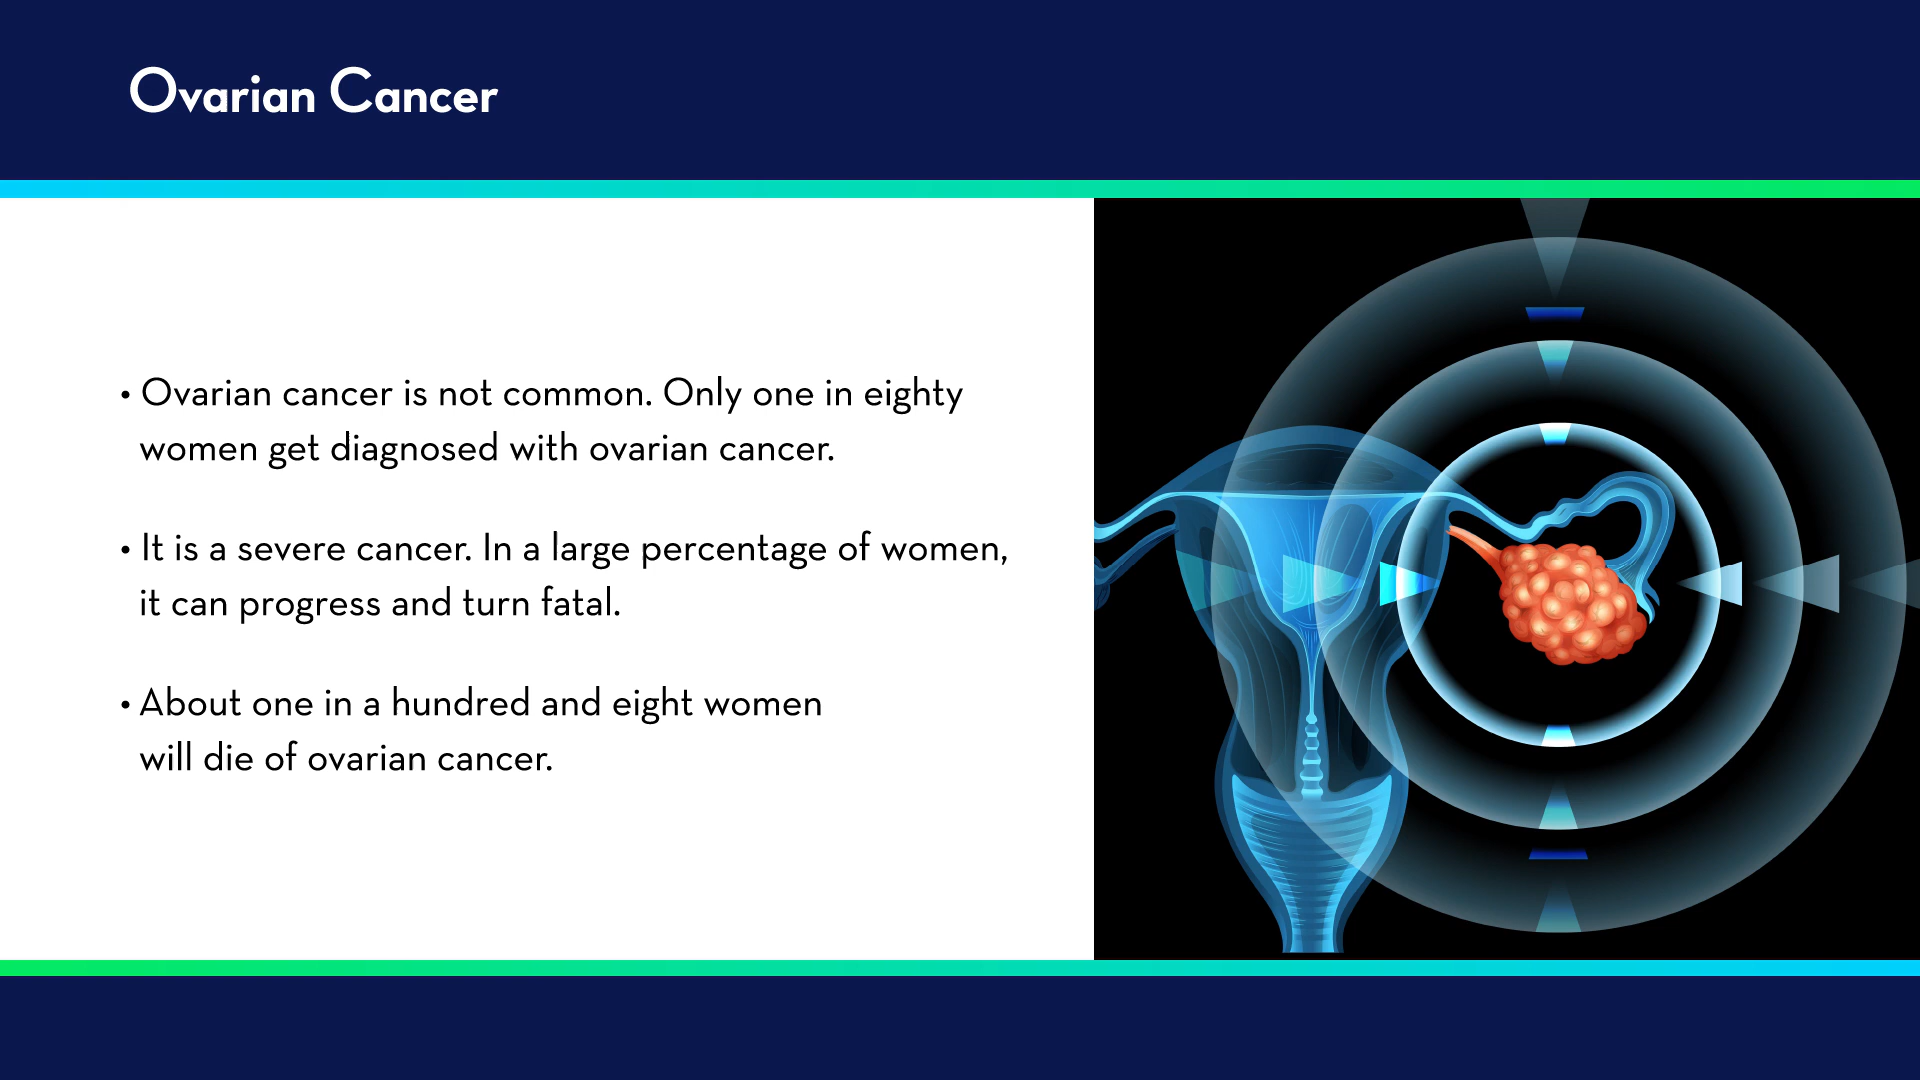 Ovarian Cancer
• Ovarian cancer is not common. Only one in eighty
women get diagnosed with ovarian cancer.
• It is a severe cancer. In a large percentage of women,
it can progress and turn fatal.
• About one in a hundred and eight women
will die of ovarian cancer.